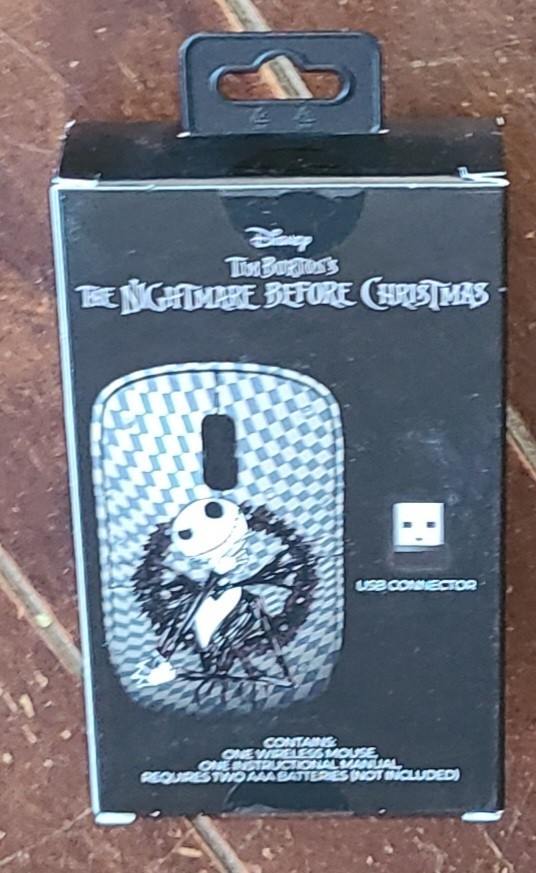 Disney
Tim Burton's
The Nightmare Before Christmas
USB CONNECTOR
CONTAINS:
ONE WIRELESS MOUSE.
ONE INSTRUCTIONAL MANUAL.
REQUIRES TWO AAA BATTERIES (NOT INCLUDED)